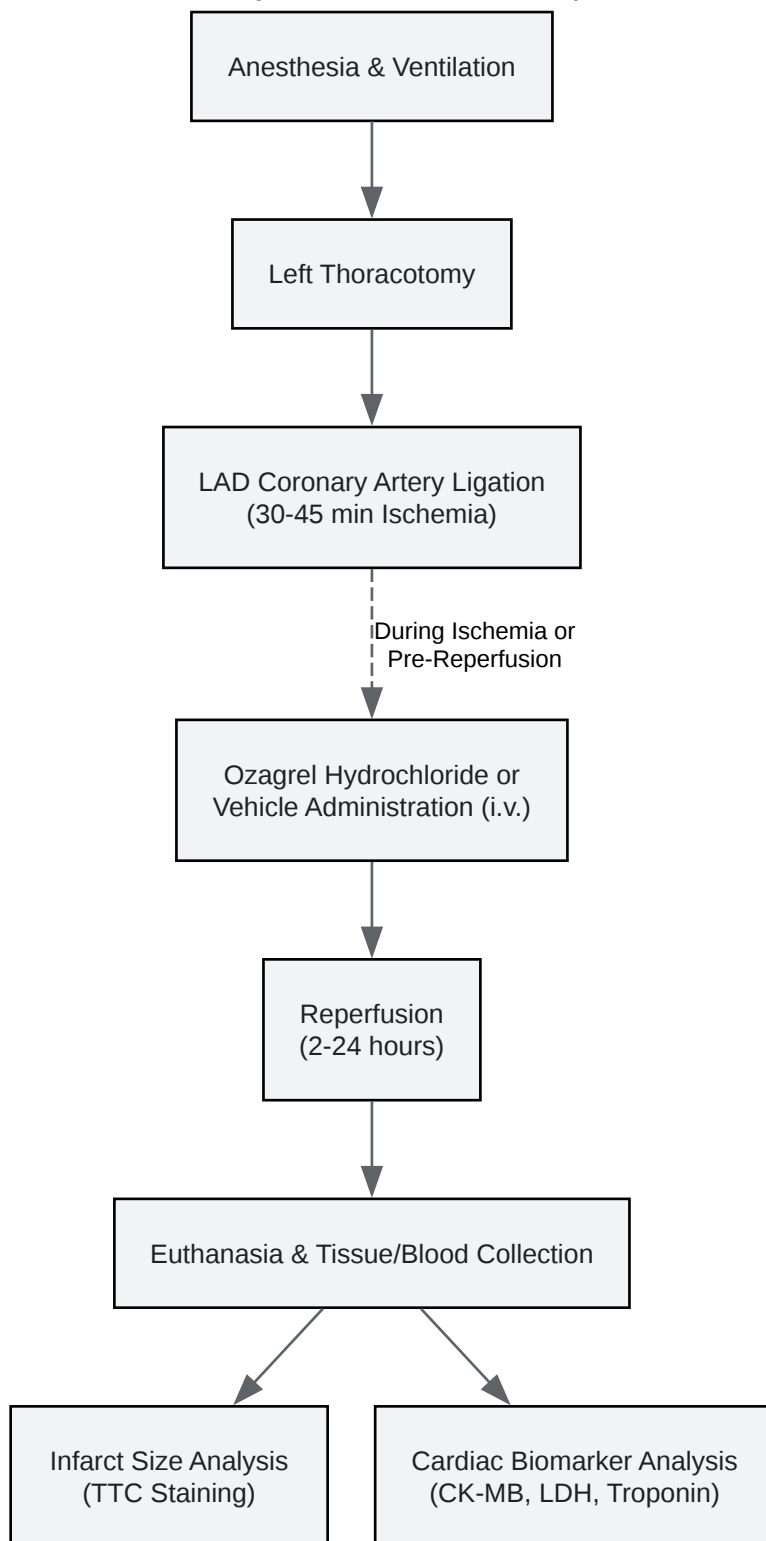 Anesthesia & Ventilation
Left Thoracotomy
LAD Coronary Artery Ligation
(30-45 min Ischemia)
During Ischemia or
Pre-Reperfusion
Ozagrel Hydrochloride or
Vehicle Administration (i.v.)
Reperfusion
(2-24 hours)
Euthanasia & Tissue/Blood Collection
Infarct Size Analysis
(TTC Staining)
Cardiac Biomarker Analysis
(CK-MB, LDH, Troponin)